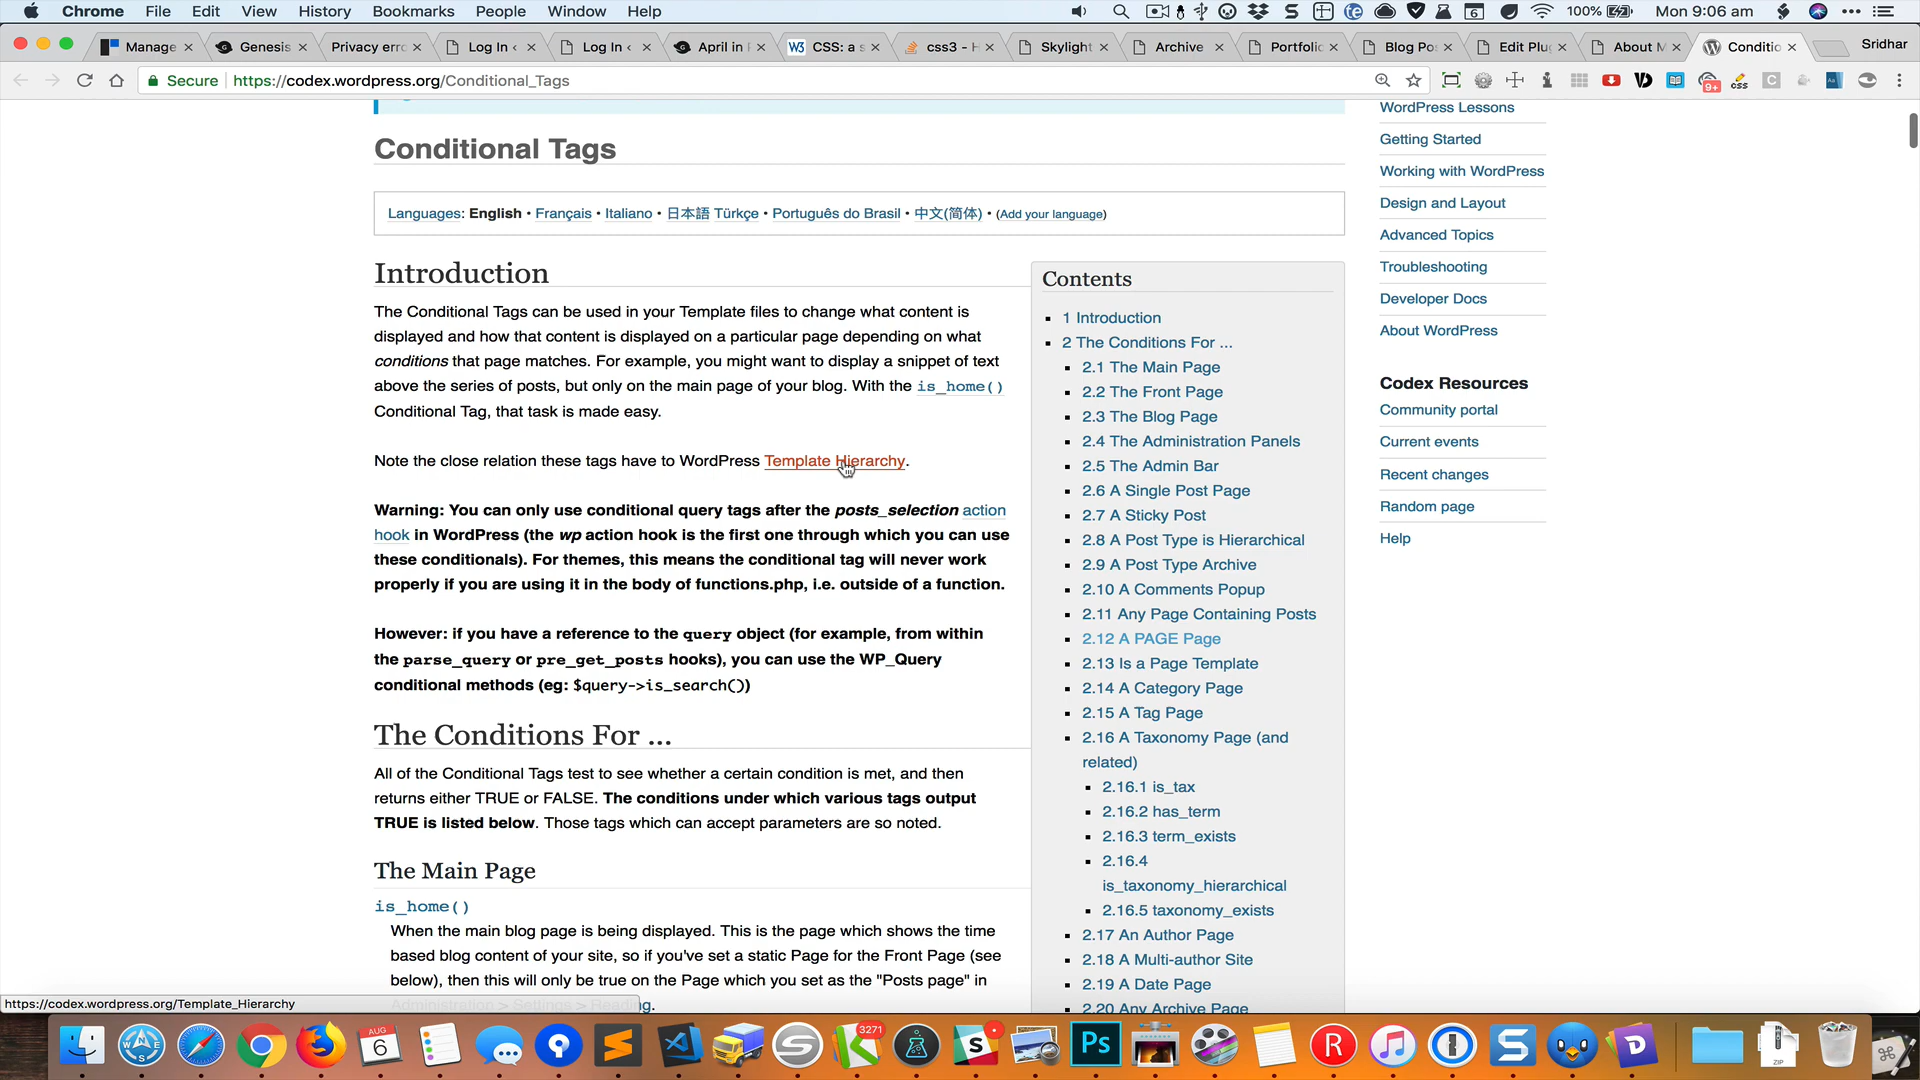 Chrome File Edit View History Bookmarks People Window Help 100% Mon 9:06 am
Manage Genesis Privacy erro Log In ‹ Log In ‹ April in W3 CSS: a s css3 - H Skylight Archive Portfolio Blog Po Edit Plu About M Conditio Sridhar
Secure https://codex.wordpress.org/Conditional_Tags
Conditional Tags
Languages: English • Français • Italiano • 日本語 Türkçe • Português do Brasil • 中文(简体) • (Add your language)
Introduction
The Conditional Tags can be used in your Template files to change what content is
displayed and how that content is displayed on a particular page depending on what
conditions that page matches. For example, you might want to display a snippet of text
above the series of posts, but only on the main page of your blog. With the is_home()
Conditional Tag, that task is made easy.
Note the close relation these tags have to WordPress Template Hierarchy.
Warning: You can only use conditional query tags after the posts_selection action
hook in WordPress (the wp action hook is the first one through which you can use
these conditionals). For themes, this means the conditional tag will never work
properly if you are using it in the body of functions.php, i.e. outside of a function.
However: if you have a reference to the query object (for example, from within
the parse_query or pre_get_posts hooks), you can use the WP_Query
conditional methods (eg: $query->is_search())
The Conditions For ...
All of the Conditional Tags test to see whether a certain condition is met, and then
returns either TRUE or FALSE. The conditions under which various tags output
TRUE is listed below. Those tags which can accept parameters are so noted.
The Main Page
is_home()
When the main blog page is being displayed. This is the page which shows the time
based blog content of your site, so if you've set a static Page for the Front Page (see
below), then this will only be true on the Page which you set as the "Posts page" in
Administration > Settings > Reading.
Contents
1 Introduction
2 The Conditions For ...
2.1 The Main Page
2.2 The Front Page
2.3 The Blog Page
2.4 The Administration Panels
2.5 The Admin Bar
2.6 A Single Post Page
2.7 A Sticky Post
2.8 A Post Type is Hierarchical
2.9 A Post Type Archive
2.10 A Comments Popup
2.11 Any Page Containing Posts
2.12 A PAGE Page
2.13 Is a Page Template
2.14 A Category Page
2.15 A Tag Page
2.16 A Taxonomy Page (and
related)
2.16.1 is_tax
2.16.2 has_term
2.16.3 term_exists
2.16.4
is_taxonomy_hierarchical
2.16.5 taxonomy_exists
2.17 An Author Page
2.18 A Multi-author Site
2.19 A Date Page
2.20 Any Archive Page
WordPress Lessons
Getting Started
Working with WordPress
Design and Layout
Advanced Topics
Troubleshooting
Developer Docs
About WordPress
Codex Resources
Community portal
Current events
Recent changes
Random page
Help
https://codex.wordpress.org/Template_Hierarchy
AUG
6
3271
Ps
ZIP